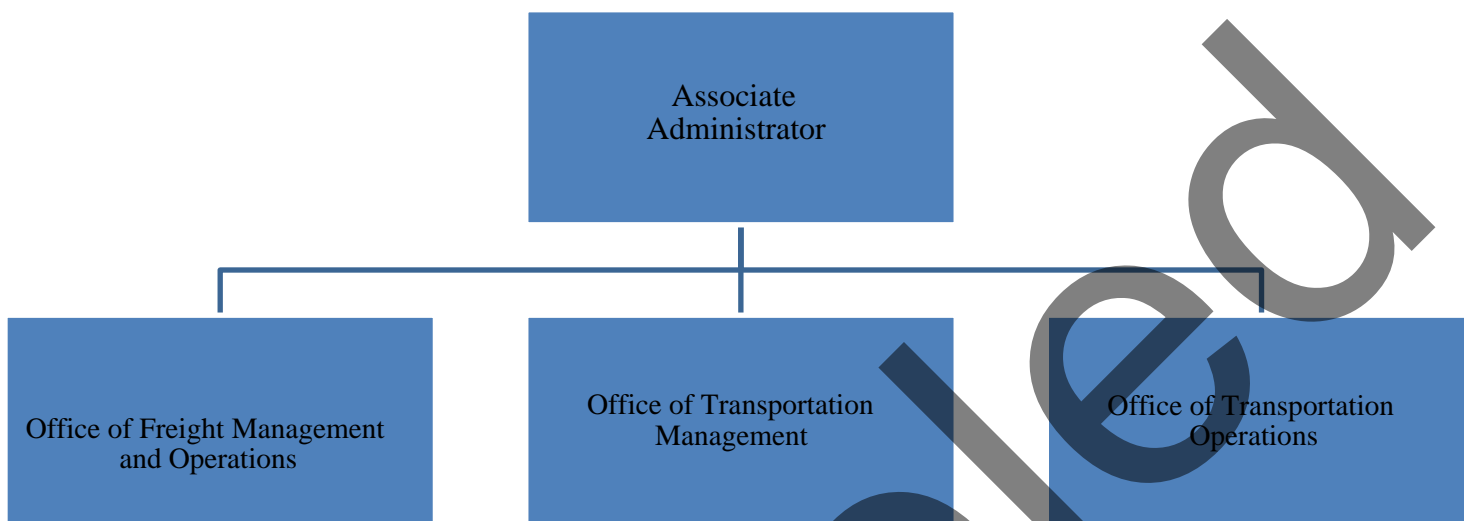 Associate
Administrator
Office of Freight Management
and Operations
Office of Transportation
Management
Office of Transportation
Operations
led